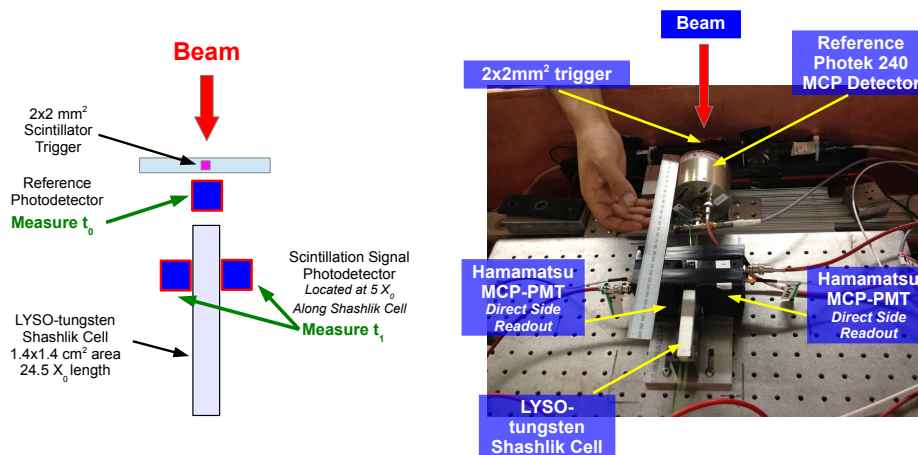 Beam
2x2 mm²
Scintillator
Trigger
Reference
Photodetector
Measure t₀
Scintillation Signal
Photodetector
Located at 5 X₀
Along Shashlik Cell
Measure t₁
LYSO-tungsten
Shashlik Cell
1.4x1.4 cm² area
24.5 X₀ length
Beam
2x2mm² trigger
Reference
Photek 240
MCP Detector
Hamamatsu
MCP-PMT
Direct Side
Readout
Hamamatsu
MCP-PMT
Direct Side
Readout
LYSO-
tungsten
Shashlik Cell